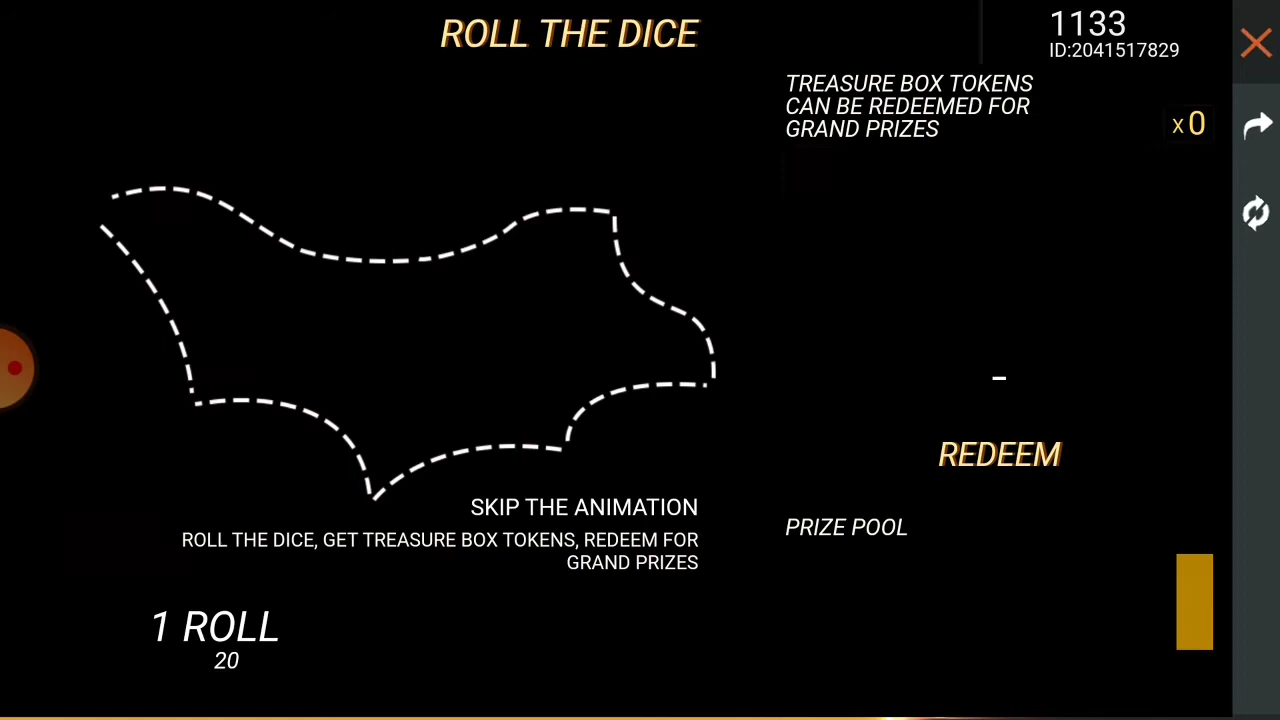 ROLL THE DICE
1133
ID:2041517829
TREASURE BOX TOKENS
CAN BE REDEEMED FOR
GRAND PRIZES
x0
-
REDEEM
SKIP THE ANIMATION
ROLL THE DICE, GET TREASURE BOX TOKENS, REDEEM FOR
GRAND PRIZES
PRIZE POOL
1 ROLL
20